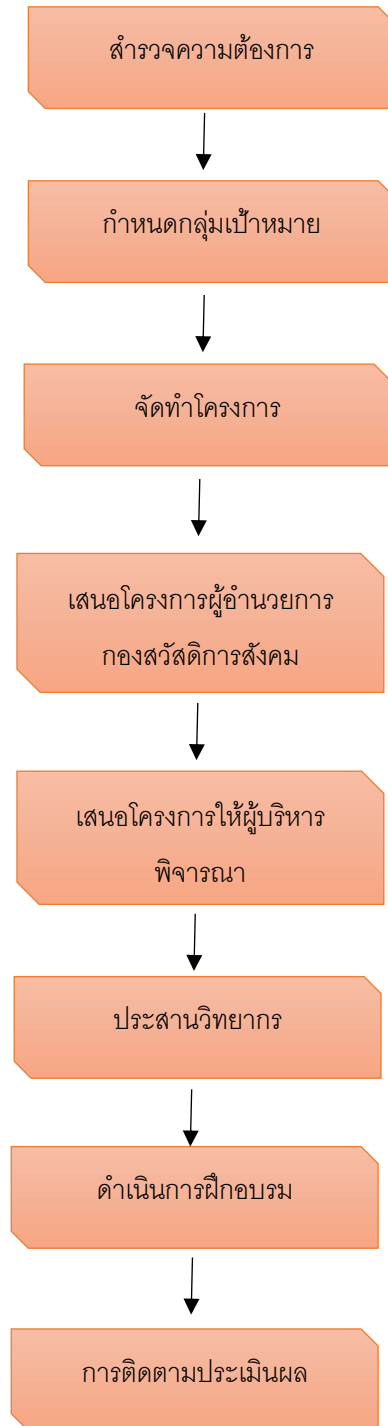 สำรวจความต้องการ
กำหนดกลุ่มเป้าหมาย
จัดทำโครงการ
เสนอโครงการผู้อำนวยการ
กองสวัสดิการสังคม
เสนอโครงการให้ผู้บริหาร
พิจารณา
ประสานวิทยากร
ดำเนินการฝึกอบรม
การติดตามประเมินผล